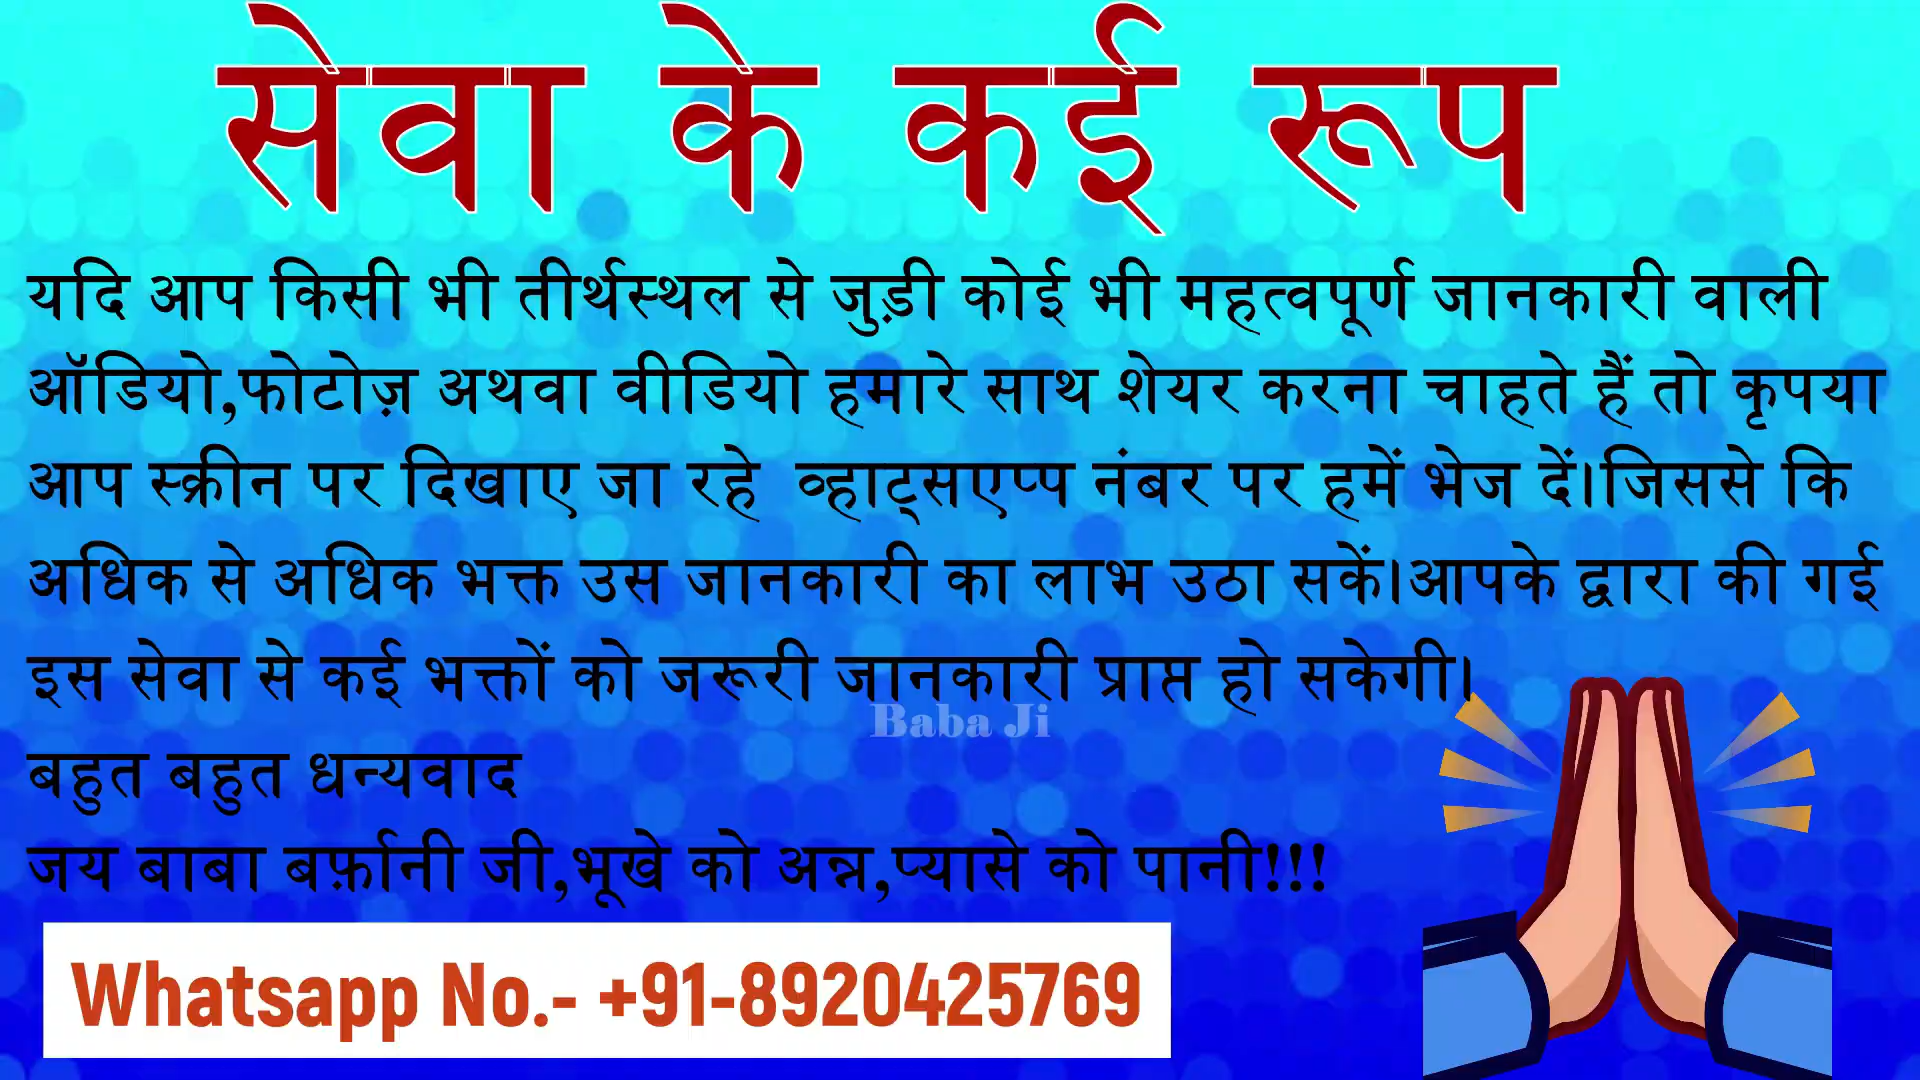 सेवा के कई रूप
यदि आप किसी भी तीर्थस्थल से जुड़ी कोई भी महत्वपूर्ण जानकारी वाली
ऑडियो,फोटोज़ अथवा वीडियो हमारे साथ शेयर करना चाहते हैं तो कृपया
आप स्क्रीन पर दिखाए जा रहे व्हाट्सएप्प नंबर पर हमें भेज दें।जिससे कि
अधिक से अधिक भक्त उस जानकारी का लाभ उठा सकें।आपके द्वारा की गई
इस सेवा से कई भक्तों को जरूरी जानकारी प्राप्त हो सकेगी।
Baba Ji
बहुत बहुत धन्यवाद
जय बाबा बर्फ़ानी जी,भूखे को अन्न,प्यासे को पानी!!!
Whatsapp No.- +91-8920425769